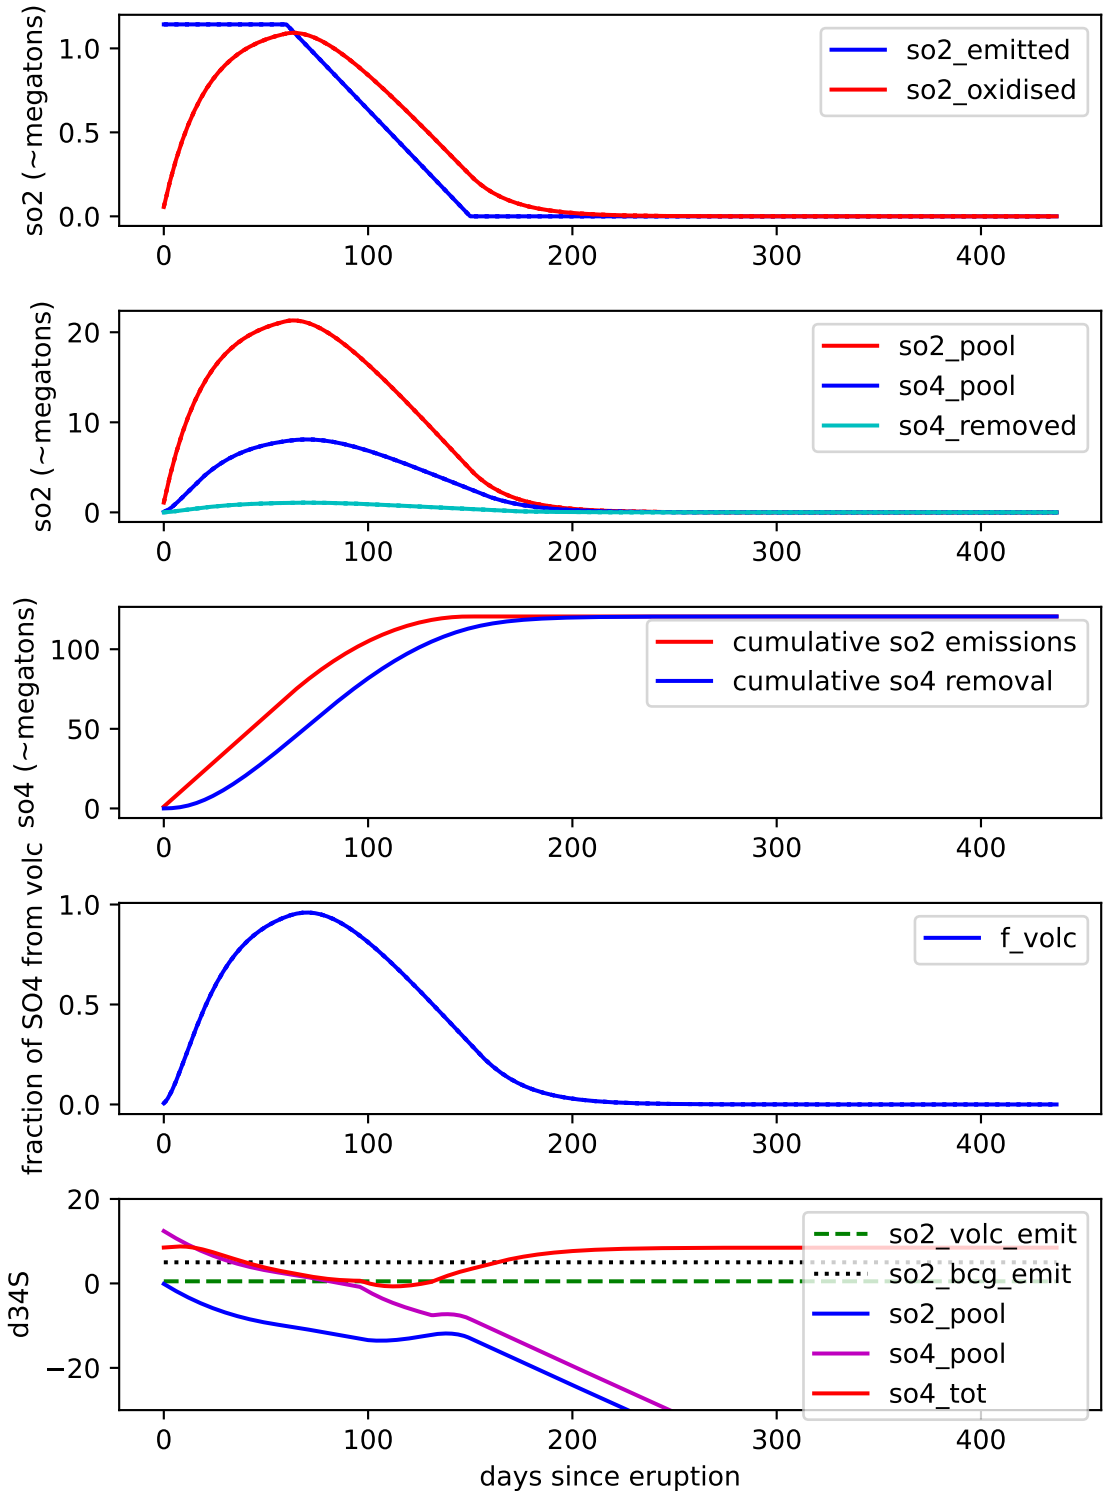 so2 (~megatons)
1.0
0.5
0.0
so2_emitted
so2_oxidised
0 100 200 300 400
so2 (~megatons)
20
10
0
so2_pool
so4_pool
so4_removed
0 100 200 300 400
so4 (~megatons)
100
50
0
cumulative so2 emissions
cumulative so4 removal
0 100 200 300 400
fraction of SO4 from volc
1.0
0.5
0.0
f_volc
0 100 200 300 400
d34S
20
0
−20
so2_volc_emit
so2_bcg_emit
so2_pool
so4_pool
so4_tot
0 100 200 300 400
days since eruption